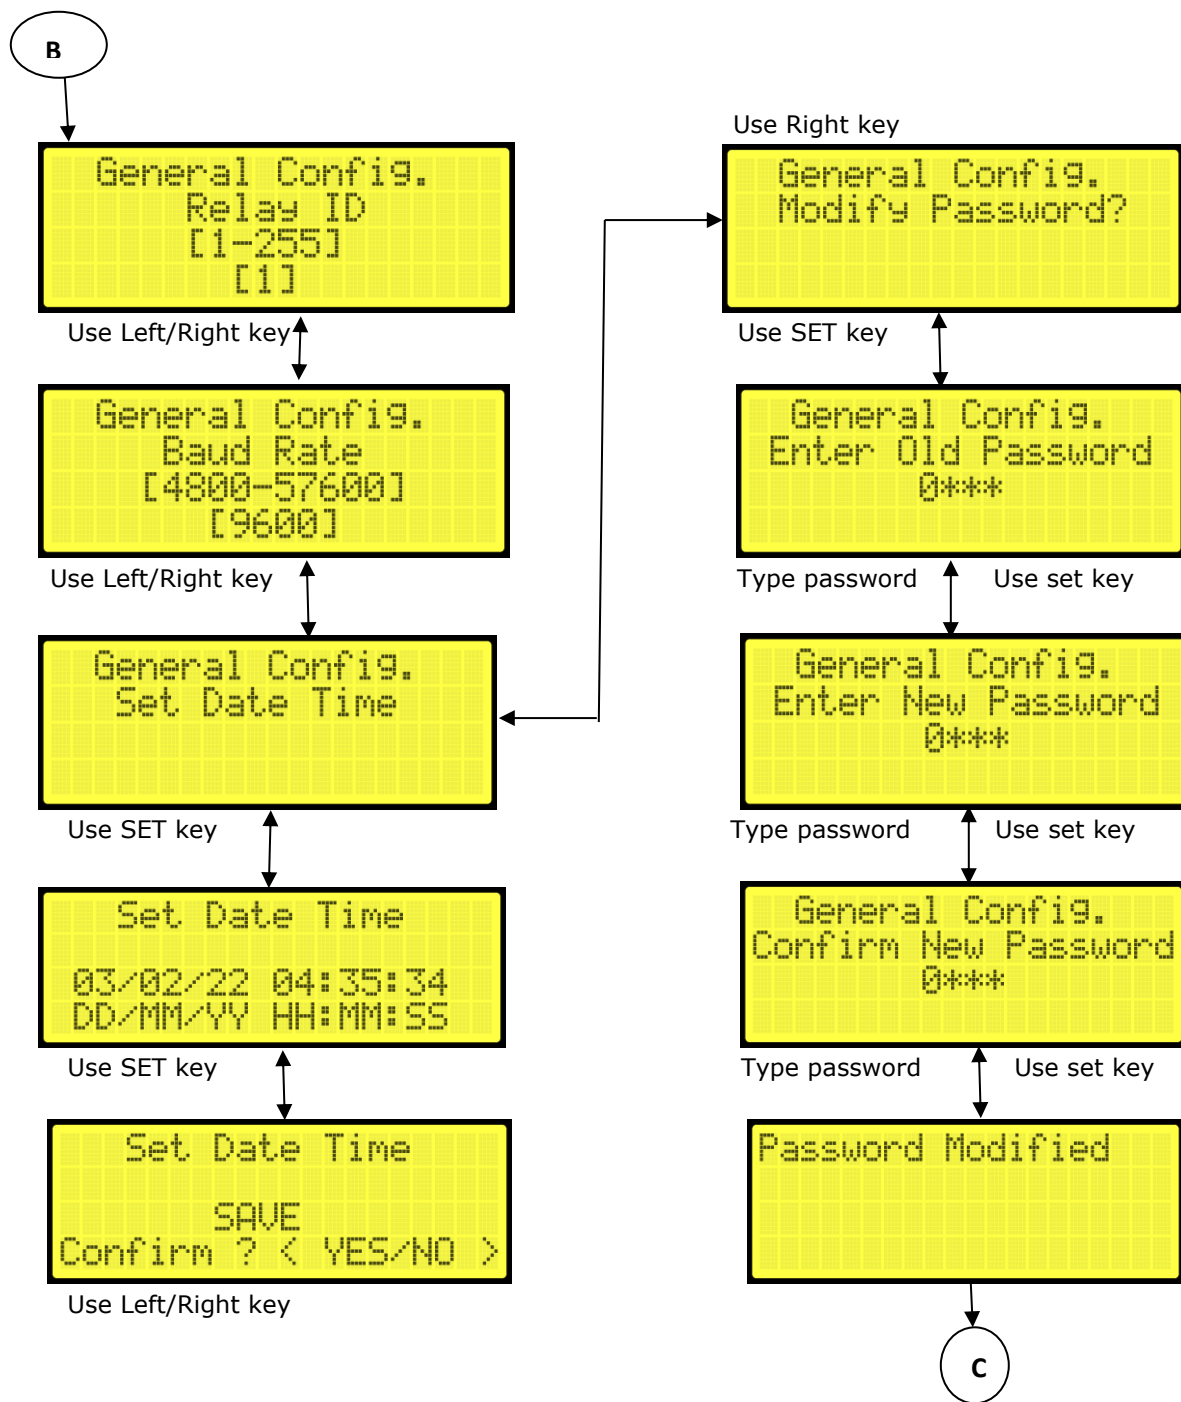 B
General Config.
Relay ID
[1-255]
[1]
Use Left/Right key
General Config.
Baud Rate
[4800-57600]
[9600]
Use Left/Right key
General Config.
Set Date Time
Use SET key
Set Date Time
03/02/22 04:35:34
DD/MM/YY HH:MM:SS
Use SET key
Set Date Time
SAVE
Confirm ? < YES/NO >
Use Left/Right key
Use Right key
General Config.
Modify Password?
Use SET key
General Config.
Enter Old Password
0***
Type password Use set key
General Config.
Enter New Password
0***
Type password Use set key
General Config.
Confirm New Password
0***
Type password Use set key
Password Modified
C